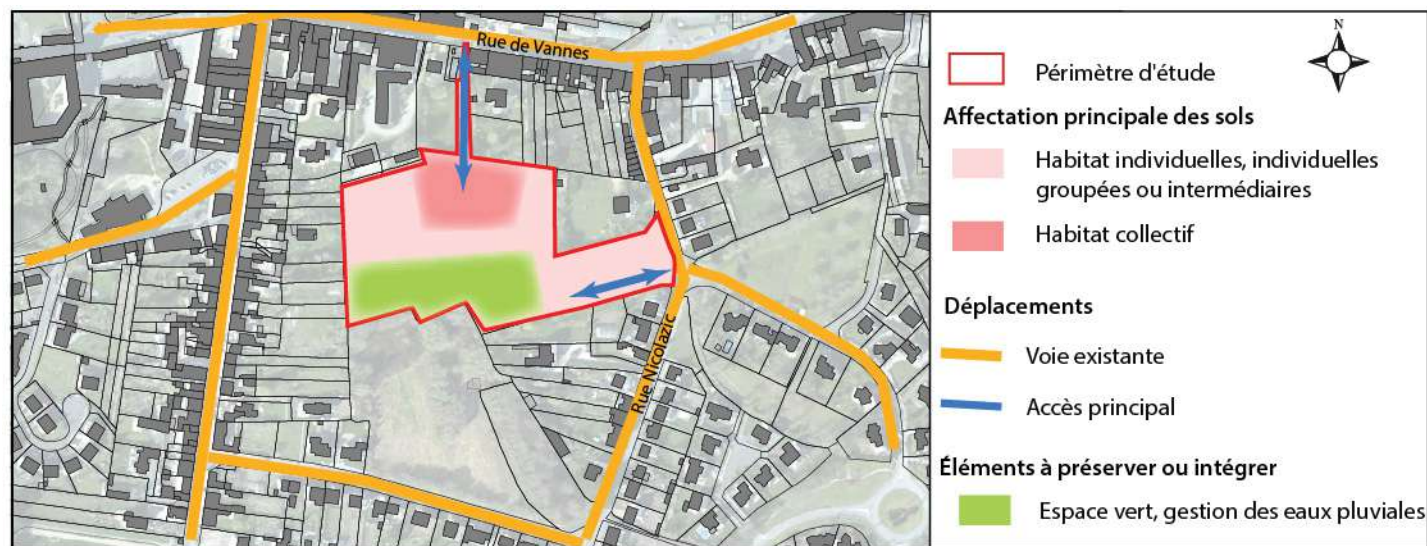 Rue de Vannes
Rue Nicolazic
N
Périmètre d'étude
Affectation principale des sols
Habitat individuelles, individuelles
groupées ou intermédiaires
Habitat collectif
Déplacements
Voie existante
Accès principal
Éléments à préserver ou intégrer
Espace vert, gestion des eaux pluviales